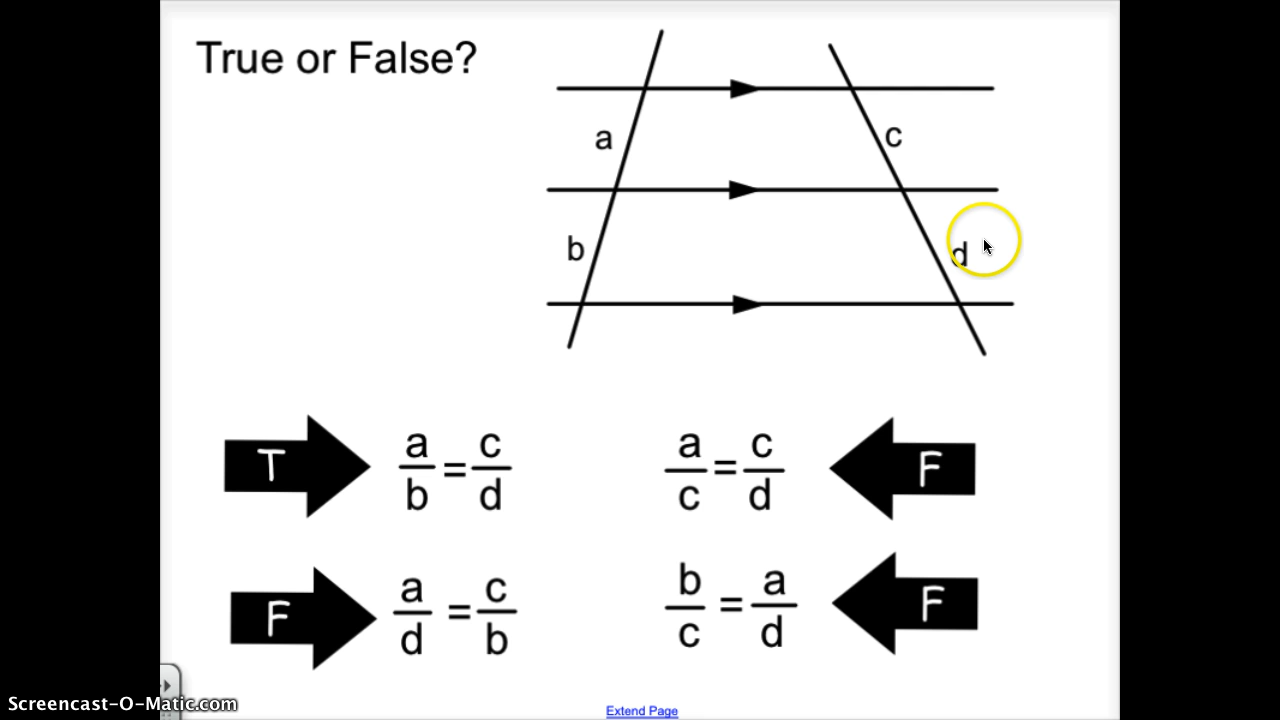 True or False?
a
c
b
d
T
a/b = c/d
a/c = c/d
F
F
a/d = c/b
b/c = a/d
F
Screencast-O-Matic.com
Extend Page